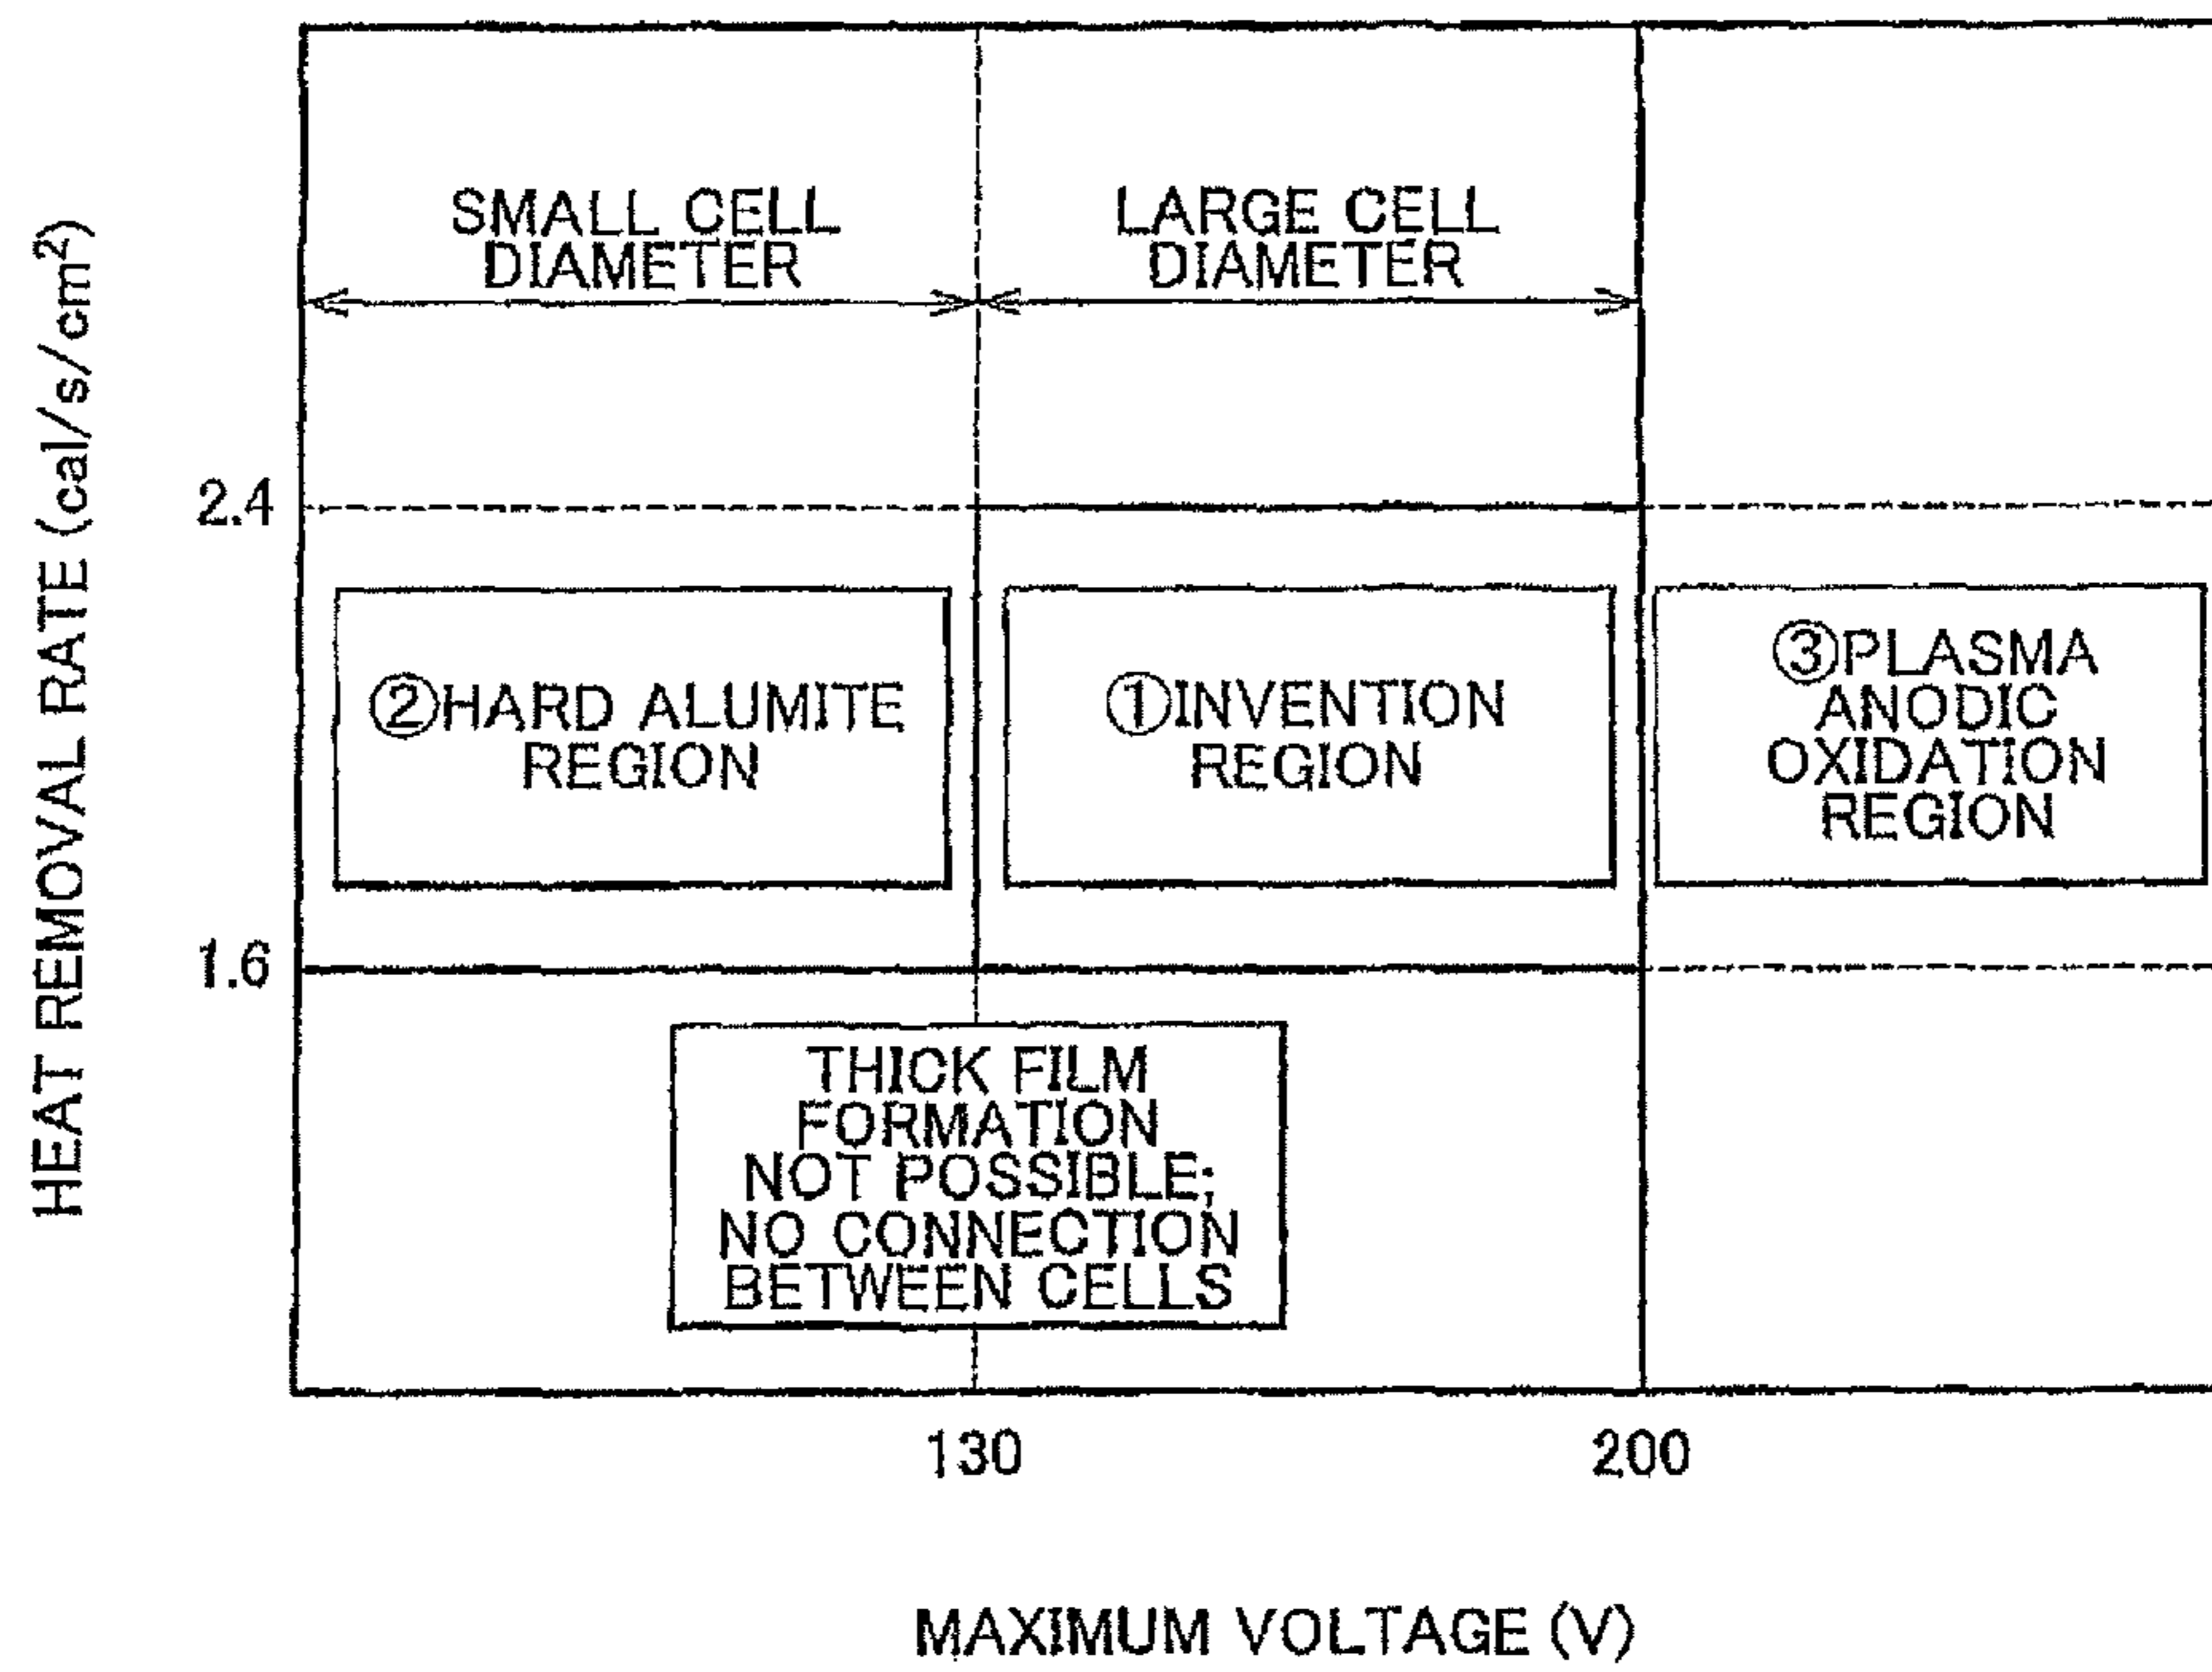 HEAT REMOVAL RATE (cal/s/cm²)
SMALL CELL
DIAMETER
LARGE CELL
DIAMETER
2.4
②HARD ALUMITE
REGION
①INVENTION
REGION
③PLASMA
ANODIC
OXIDATION
REGION
1.6
THICK FILM
FORMATION
NOT POSSIBLE;
NO CONNECTION
BETWEEN CELLS
130
200
MAXIMUM VOLTAGE (V)